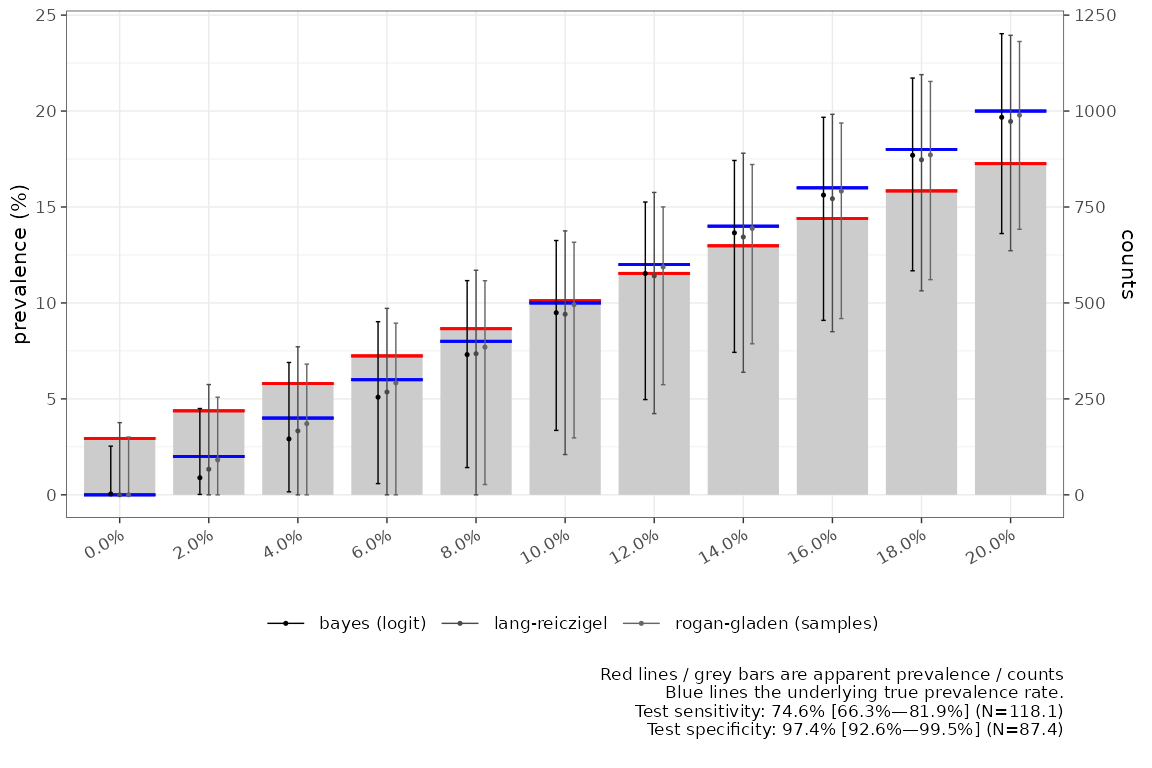 25
20
15
10
5
0
prevalence (%)
1250
1000
750
500
250
0
counts
0.0%
2.0%
4.0%
6.0%
8.0%
10.0%
12.0%
14.0%
16.0%
18.0%
20.0%
bayes (logit)
lang-reiczigel
rogan-gladen (samples)
Red lines / grey bars are apparent prevalence / counts
Blue lines the underlying true prevalence rate.
Test sensitivity: 74.6% [66.3%—81.9%] (N=118.1)
Test specificity: 97.4% [92.6%—99.5%] (N=87.4)